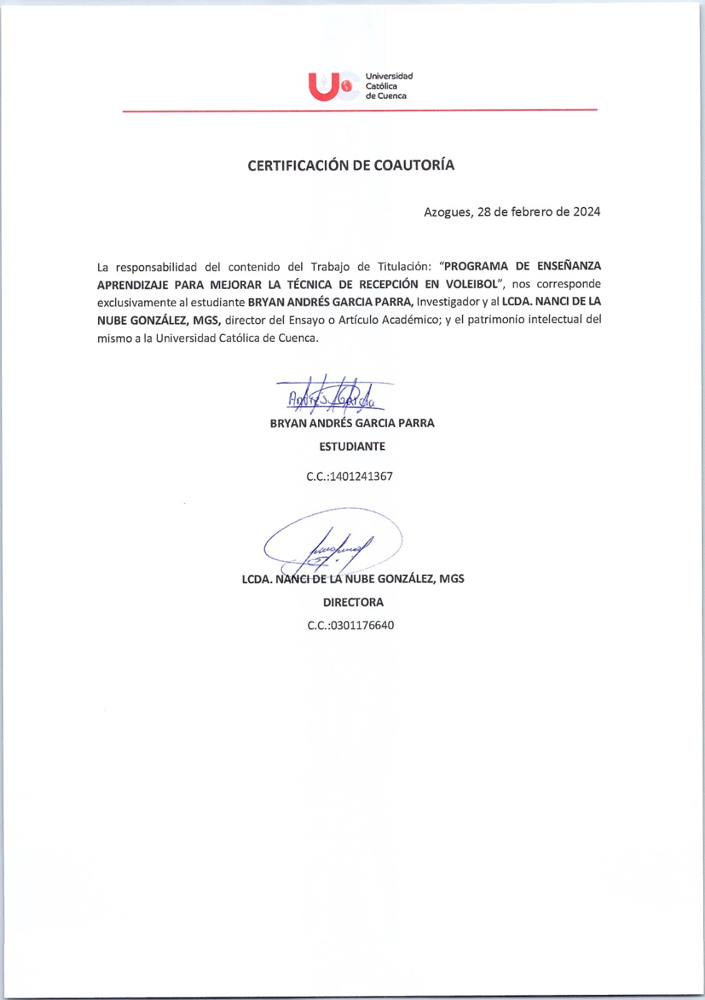 Universidad
Católica
de Cuenca
CERTIFICACIÓN DE COAUTORÍA
Azogues, 28 de febrero de 2024
La responsabilidad del contenido del Trabajo de Titulación: “PROGRAMA DE ENSEÑANZA
APRENDIZAJE PARA MEJORAR LA TÉCNICA DE RECEPCIÓN EN VOLEIBOL”, nos corresponde
exclusivamente al estudiante BRYAN ANDRÉS GARCIA PARRA, Investigador y al LCDA. NANCI DE LA
NUBE GONZÁLEZ, MGS, director del Ensayo o Artículo Académico; y el patrimonio intelectual del
mismo a la Universidad Católica de Cuenca.
Andrés García
BRYAN ANDRÉS GARCIA PARRA
ESTUDIANTE
C.C.:1401241367
LCDA. NANCI DE LA NUBE GONZÁLEZ, MGS
DIRECTORA
C.C.:0301176640